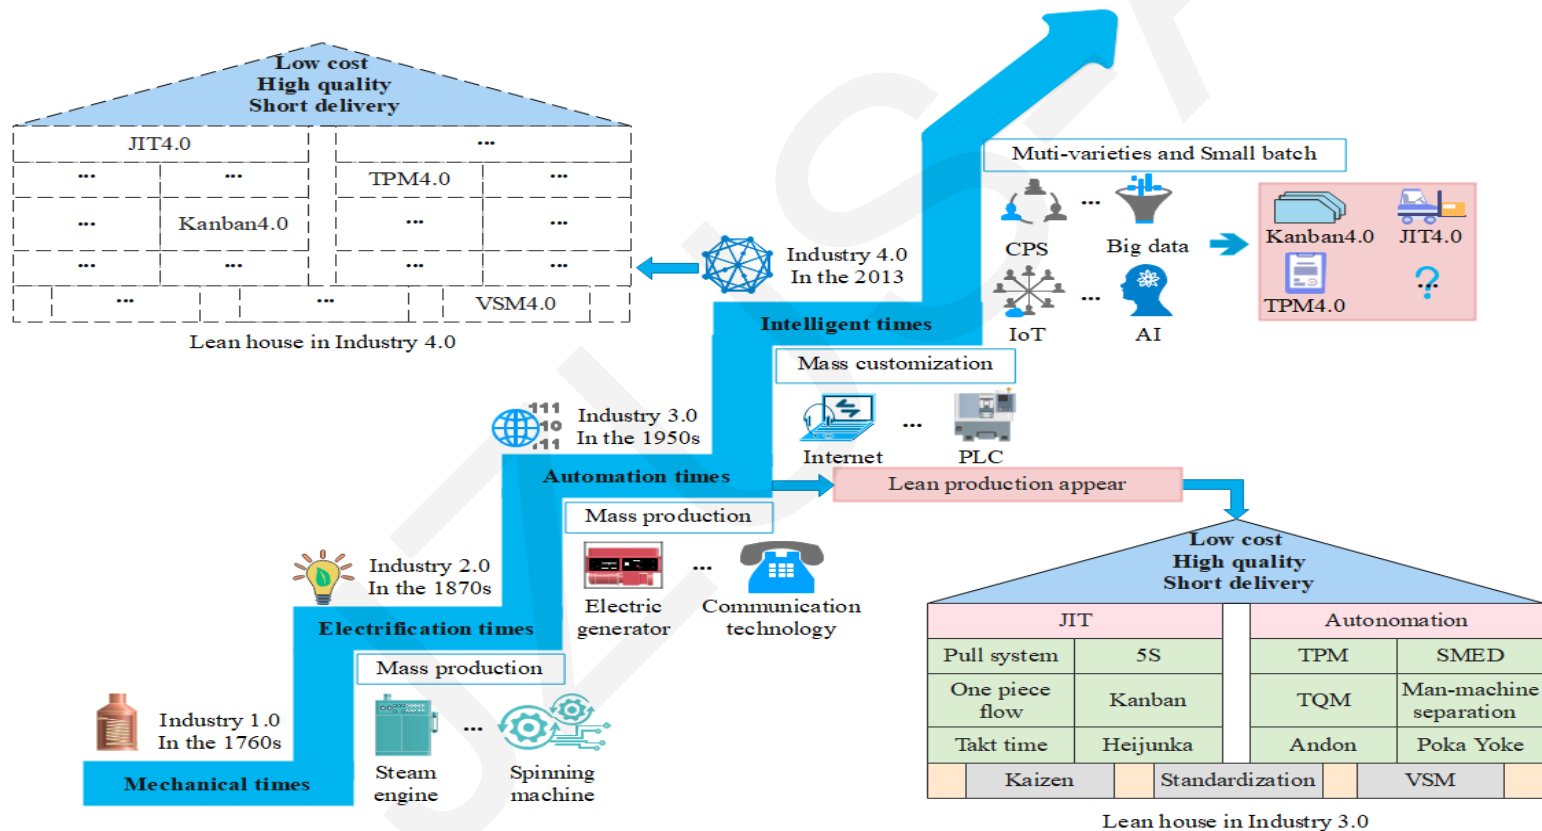 Low cost
High quality
Short delivery
JIT4.0
...
...
...
TPM4.0
...
...
Kanban4.0
...
...
...
...
...
...
...
...
VSM4.0
Lean house in Industry 4.0
Industry 4.0
In the 2013
Intelligent times
Muti-varieties and Small batch
CPS
...
Big data
IoT
...
AI
Kanban4.0
JIT4.0
TPM4.0
?
...
Mass customization
Internet
...
PLC
111
10
111
Industry 3.0
In the 1950s
Automation times
Lean production appear
Mass production
Electric
generator
...
Communication
technology
Industry 2.0
In the 1870s
Electrification times
Mass production
Steam
engine
...
Spinning
machine
Industry 1.0
In the 1760s
Mechanical times
Low cost
High quality
Short delivery
JIT
Autonomation
Pull system
5S
TPM
SMED
One piece
flow
Kanban
TQM
Man-machine
separation
Takt time
Heijunka
Andon
Poka Yoke
Kaizen
Standardization
VSM
Lean house in Industry 3.0